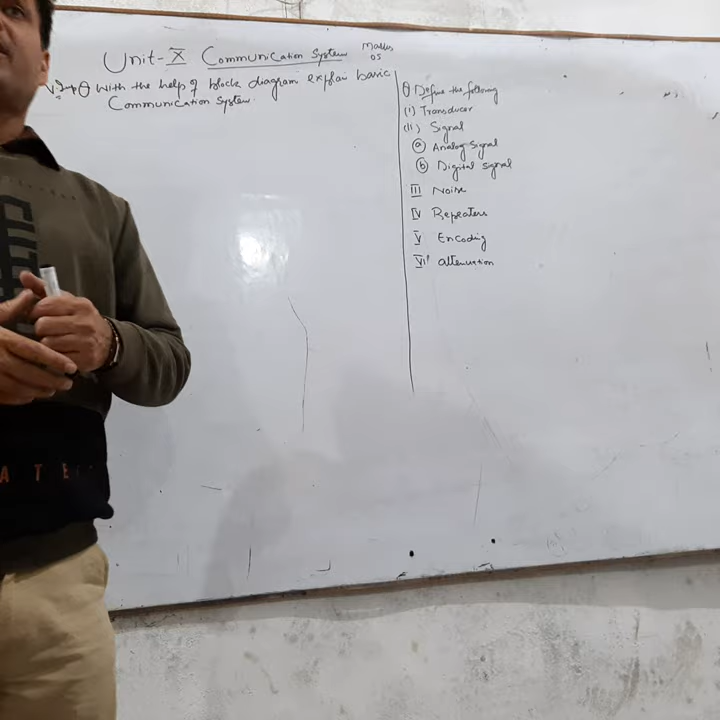 Unit-X Communication System Marks 05
Q With the help of block diagram explain basic
Communication System.
Q Define the following
(i) Transducer
(ii) Signal
(a) Analog Signal
(b) Digital Signal
III Noise
IV Repeaters
V Encoding
VI Attenuation
A T E